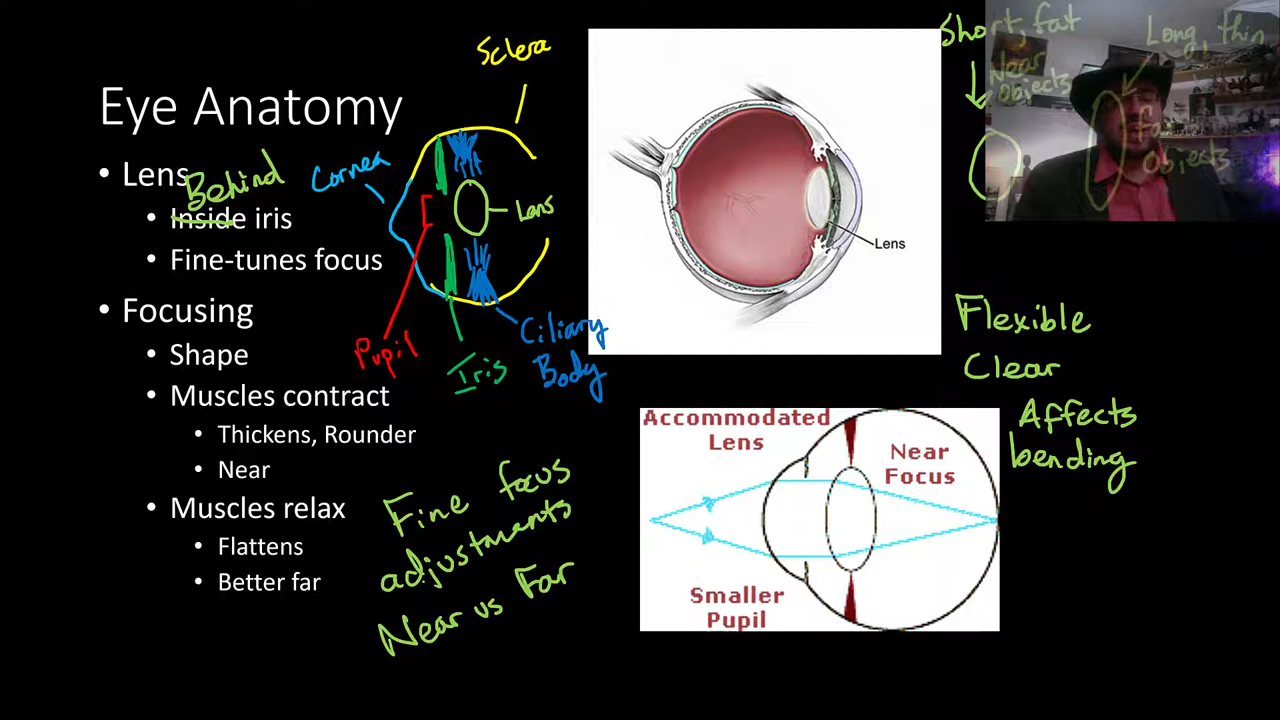 Eye Anatomy
• Lens
Behind
• Inside iris
• Fine-tunes focus
• Focusing
• Shape
• Muscles contract
• Thickens, Rounder
• Near
• Muscles relax
• Flattens
• Better far
Sclera
Cornea
Lens
Pupil
Iris
Ciliary
Body
Fine focus
adjustments
Near vs Far
Lens
Short, fat
Near
Objects
Long, thin
Far
Objects
Flexible
Clear
Affects
bending
Accommodated
Lens
Near
Focus
Smaller
Pupil